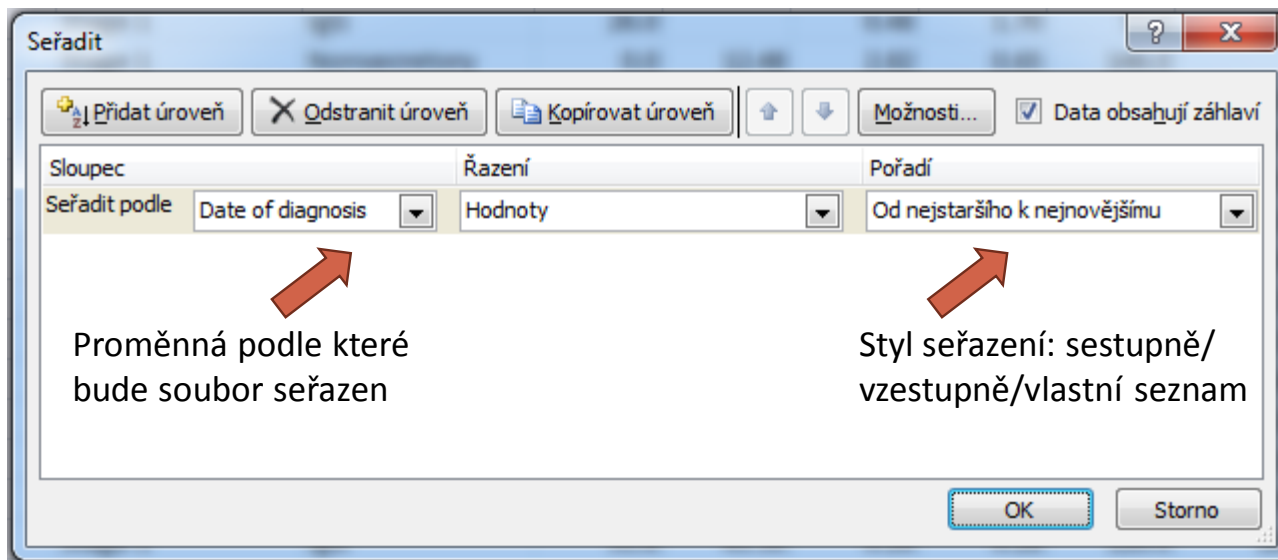 Seřadit
Přidat úroveň Odstranit úroveň Kopírovat úroveň Možnosti... Data obsahují záhlaví
Sloupec Řazení Pořadí
Seřadit podle Date of diagnosis Hodnoty Od nejstaršího k nejnovějšímu
Proměnná podle které
bude soubor seřazen
Styl seřazení: sestupně/
vzestupně/vlastní seznam
OK Storno